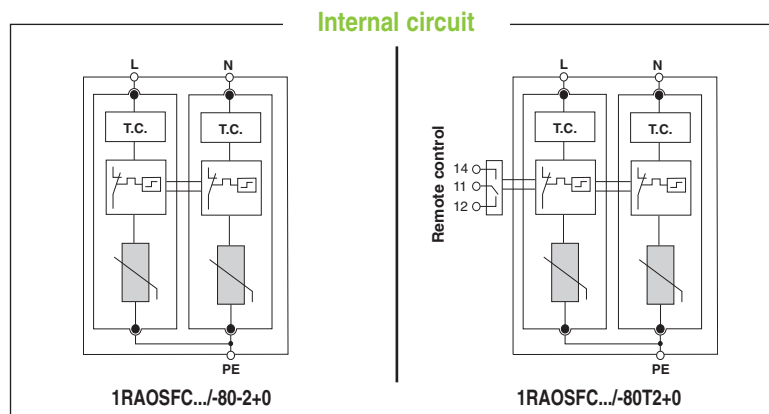 Internal circuit
L N
T.C. T.C.
PE
1RAOSFC.../-80-2+0
L N
T.C. T.C.
Remote control
14
11
12
PE
1RAOSFC.../-80T2+0